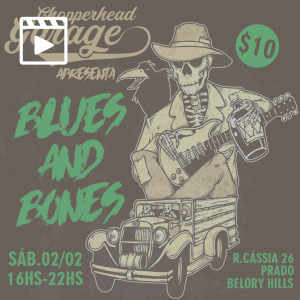 Chopperhead
Garage
APRESENTA
$10
BLUES
AND
BONES
SÁB.02/02
16HS-22HS
R.CÁSSIA 26
PRADO
BELORY HILLS